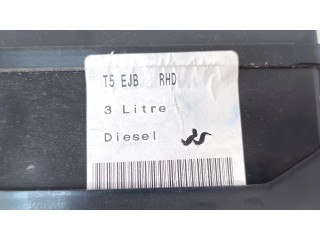 T5 EJB RHD
3 Litre
Diesel